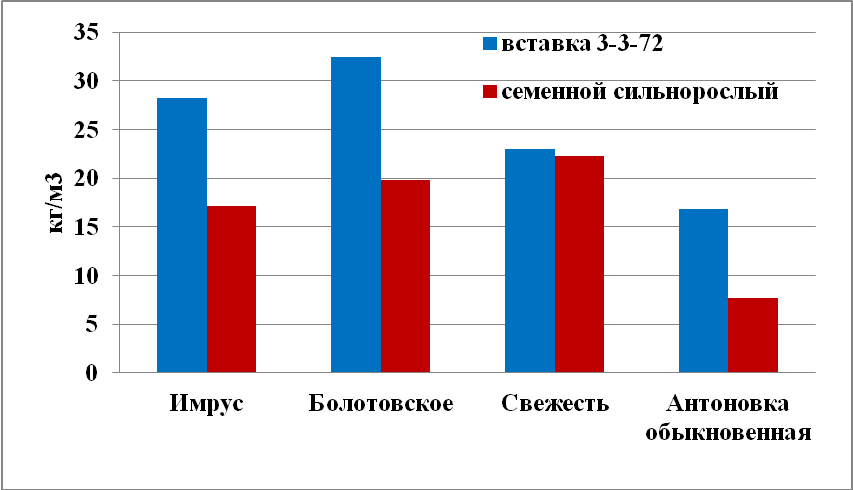 35
30
25
20
15
10
5
0
кг/м3
вставка 3-3-72
семенной сильнорослый
Имрус
Болотовское
Свежесть
Антоновка
обыкновенная